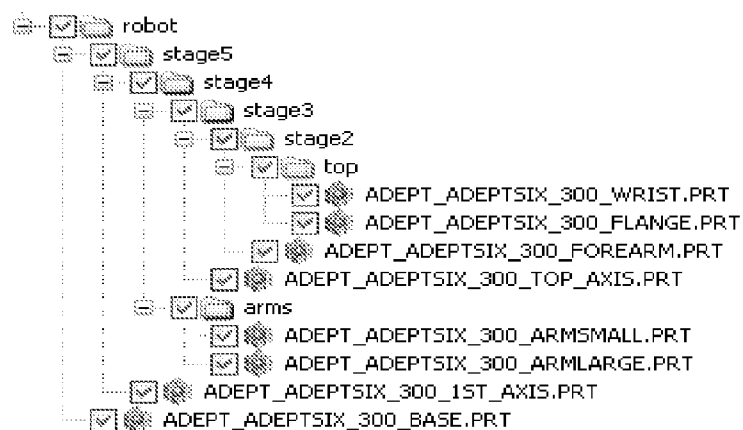 robot
stage5
stage4
stage3
stage2
top
ADEPT_ADEPTSIX_300_WRIST.PRT
ADEPT_ADEPTSIX_300_FLANGE.PRT
ADEPT_ADEPTSIX_300_FOREARM.PRT
ADEPT_ADEPTSIX_300_TOP_AXIS.PRT
arms
ADEPT_ADEPTSIX_300_ARMSMALL.PRT
ADEPT_ADEPTSIX_300_ARMLARGE.PRT
ADEPT_ADEPTSIX_300_1ST_AXIS.PRT
ADEPT_ADEPTSIX_300_BASE.PRT